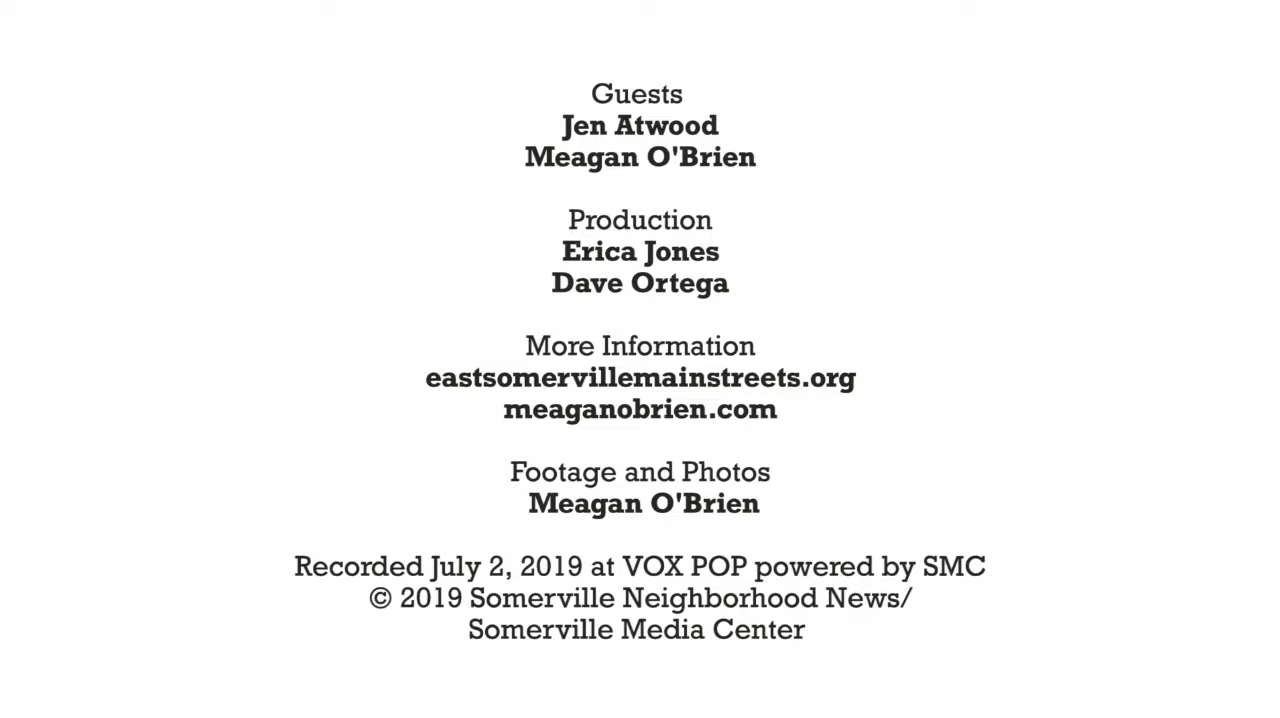 Guests
Jen Atwood
Meagan O'Brien
Production
Erica Jones
Dave Ortega
More Information
eastsomervillemainstreets.org
meaganobrien.com
Footage and Photos
Meagan O'Brien
Recorded July 2, 2019 at VOX POP powered by SMC
© 2019 Somerville Neighborhood News/
Somerville Media Center